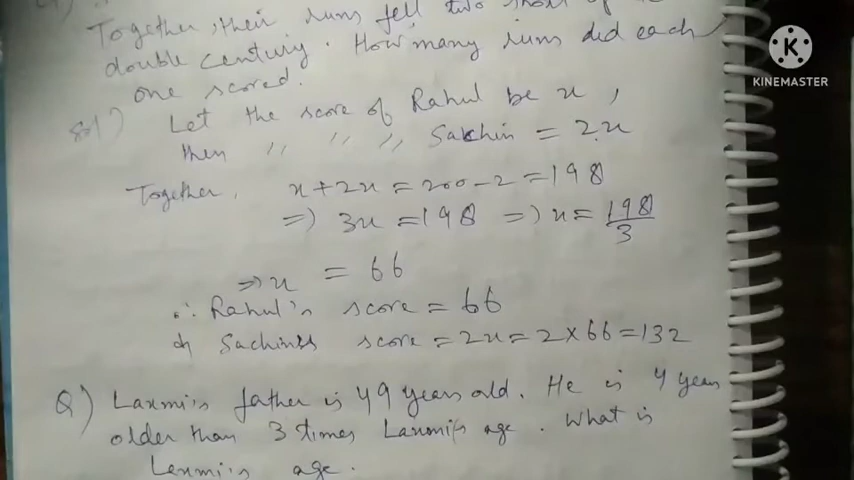 Together, their runs fell two short of a
double century. How many runs did each
one scored.
Sol) Let the score of Rahul be x,
then " " " Sachin = 2x
Together, x+2x = 200-2 = 198
=> 3x = 198 => x = 198/3
=> x = 66
∴ Rahul's score = 66
& Sachin's score = 2x = 2×66 = 132
Q) Laxmi's father is 49 years old. He is 4 years
older than 3 times Laxmi's age. What is
Laxmi's age.
K
KINEMASTER